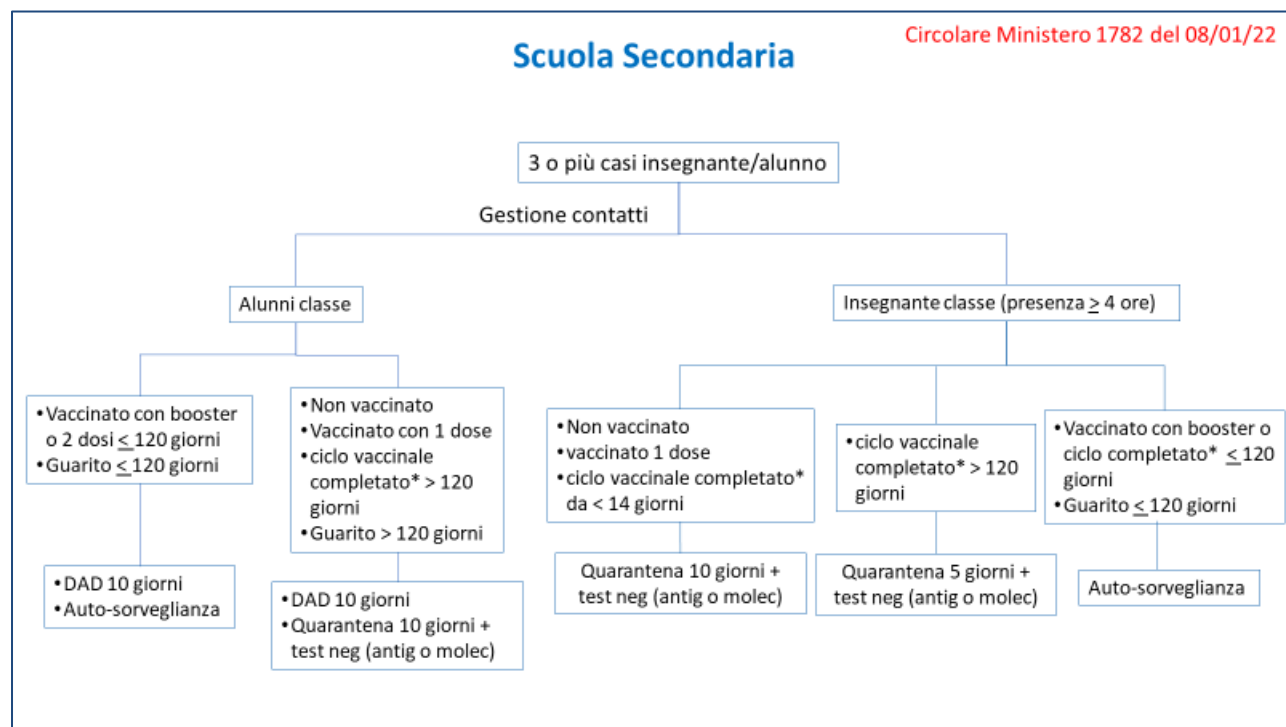 Circolare Ministero 1782 del 08/01/22
Scuola Secondaria
3 o più casi insegnante/alunno
Gestione contatti
Alunni classe
Insegnante classe (presenza ≥ 4 ore)
•Vaccinato con booster
o 2 dosi ≤ 120 giorni
•Guarito ≤ 120 giorni
•Non vaccinato
•Vaccinato con 1 dose
•ciclo vaccinale
completato* > 120
giorni
•Guarito > 120 giorni
•Non vaccinato
•vaccinato 1 dose
•ciclo vaccinale completato*
da < 14 giorni
•ciclo vaccinale
completato* > 120
giorni
•Vaccinato con booster o
ciclo completato* ≤ 120
giorni
•Guarito ≤ 120 giorni
•DAD 10 giorni
•Auto-sorveglianza
•DAD 10 giorni
•Quarantena 10 giorni +
test neg (antig o molec)
Quarantena 10 giorni +
test neg (antig o molec)
Quarantena 5 giorni +
test neg (antig o molec)
Auto-sorveglianza